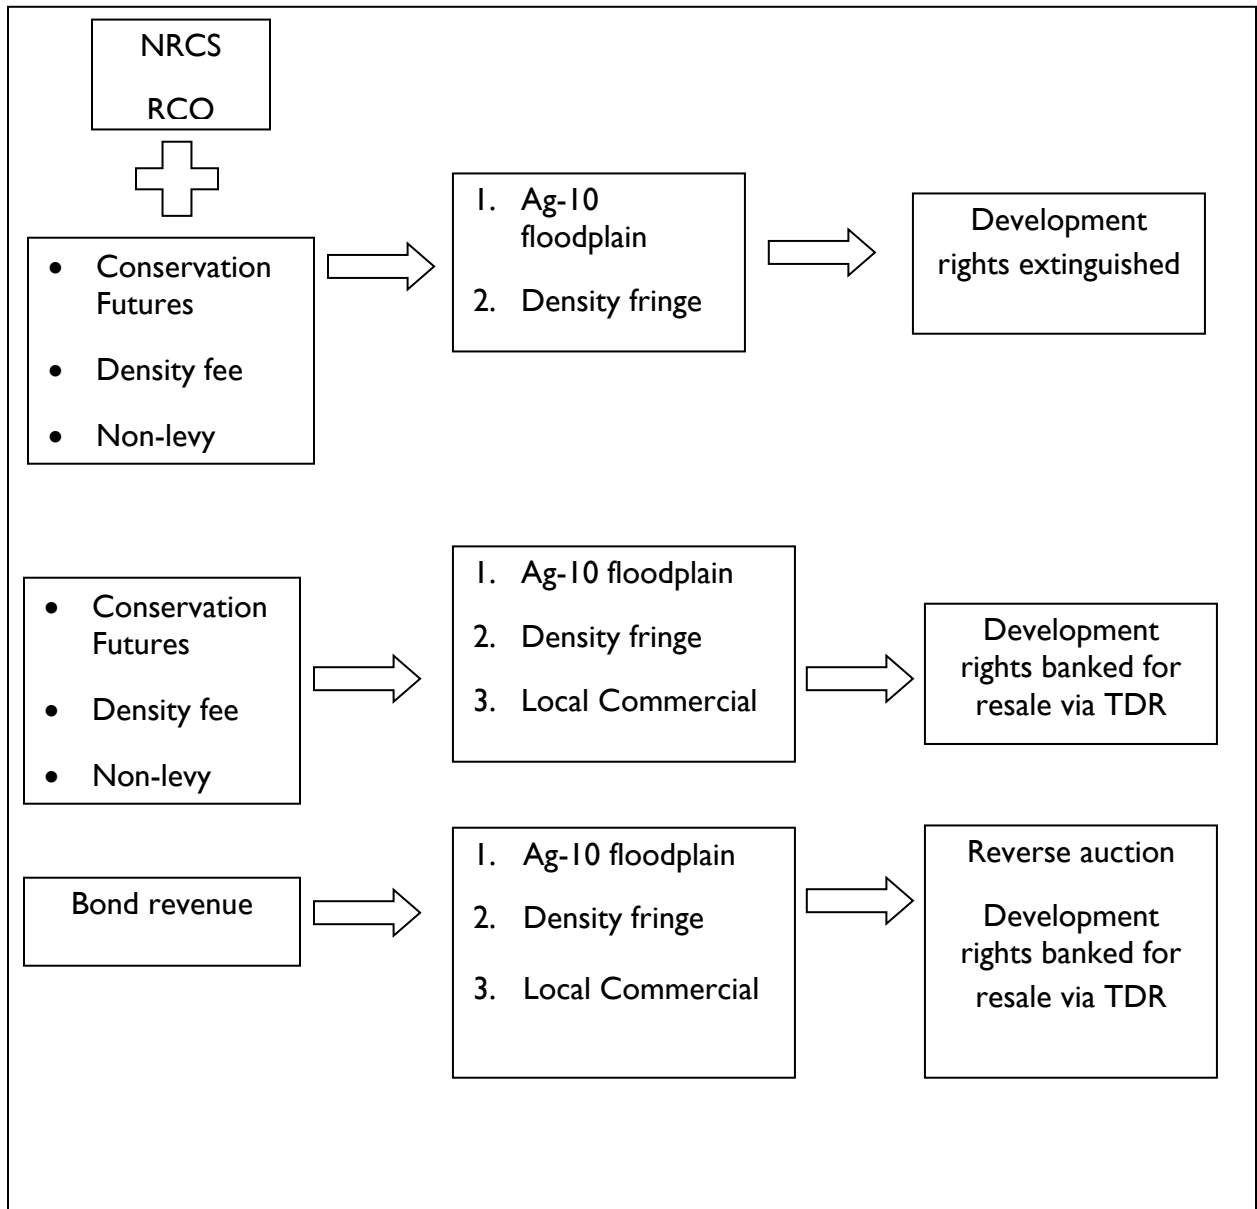 NRCS
RCO
• Conservation
Futures
• Density fee
• Non-levy
1. Ag-10
floodplain
2. Density fringe
Development
rights extinguished
• Conservation
Futures
• Density fee
• Non-levy
1. Ag-10 floodplain
2. Density fringe
3. Local Commercial
Development
rights banked for
resale via TDR
Bond revenue
1. Ag-10 floodplain
2. Density fringe
3. Local Commercial
Reverse auction
Development
rights banked for
resale via TDR